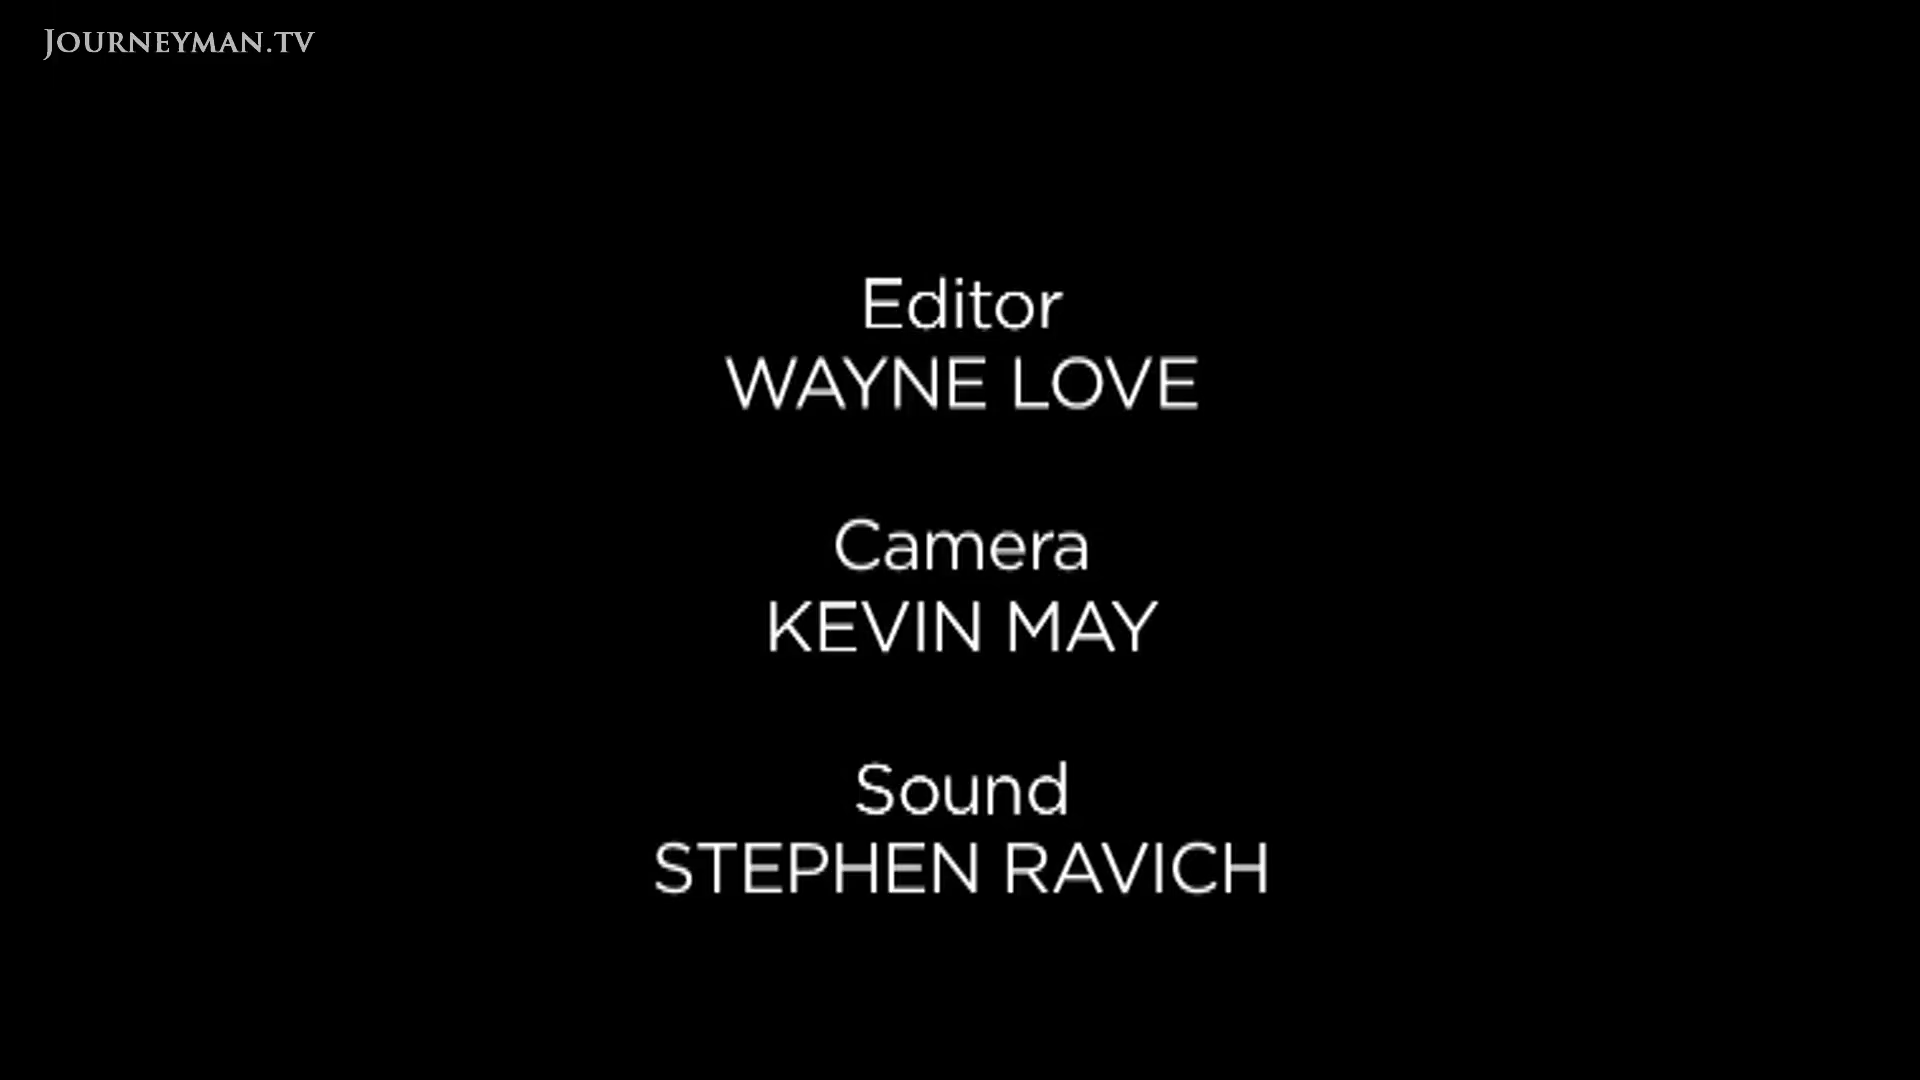 JOURNEYMAN.TV
Editor
WAYNE LOVE
Camera
KEVIN MAY
Sound
STEPHEN RAVICH